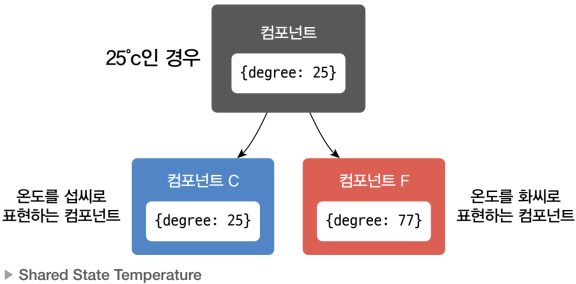 컴포넌트
25°c인 경우
{degree: 25}
컴포넌트 C
컴포넌트 F
온도를 섭씨로
표현하는 컴포넌트
{degree: 25}
{degree: 77}
온도를 화씨로
표현하는 컴포넌트
▶ Shared State Temperature